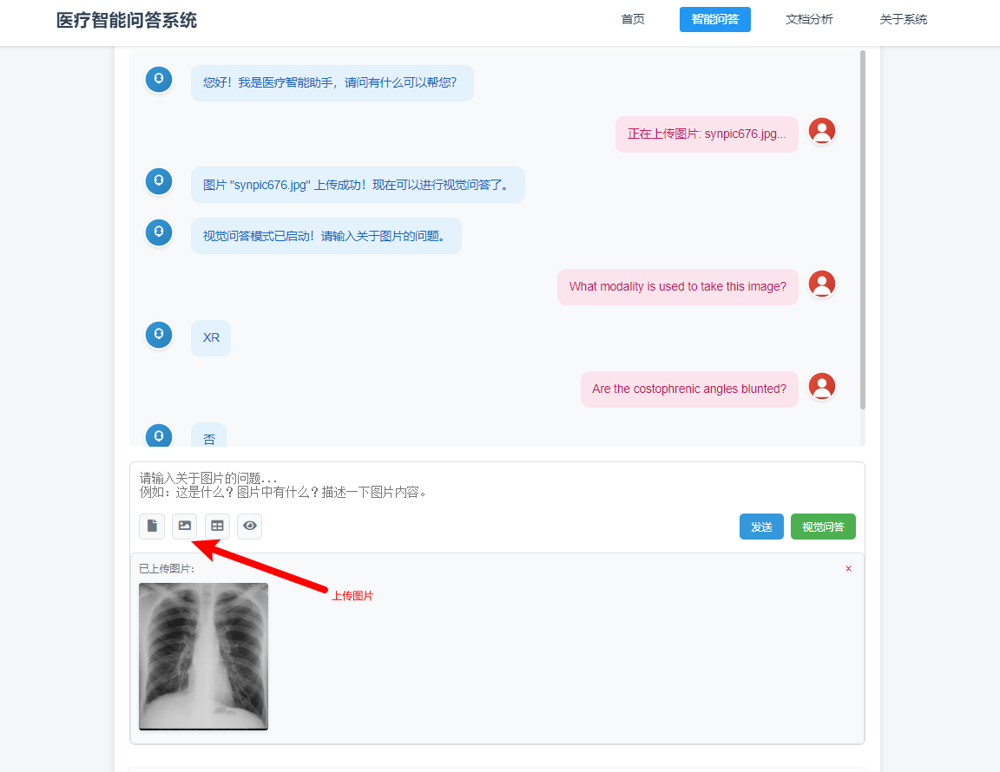 医疗智能问答系统
首页
智能问答
文档分析
关于系统
您好！我是医疗智能助手，请问有什么可以帮您？
正在上传图片: synpic676.jpg...
图片 "synpic676.jpg" 上传成功！现在可以进行视觉问答了。
视觉问答模式已启动！请输入关于图片的问题。
What modality is used to take this image?
XR
Are the costophrenic angles blunted?
否
请输入关于图片的问题...
例如：这是什么？图片中有什么？描述一下图片内容。
发送
视觉问答
已上传图片:
×
上传图片